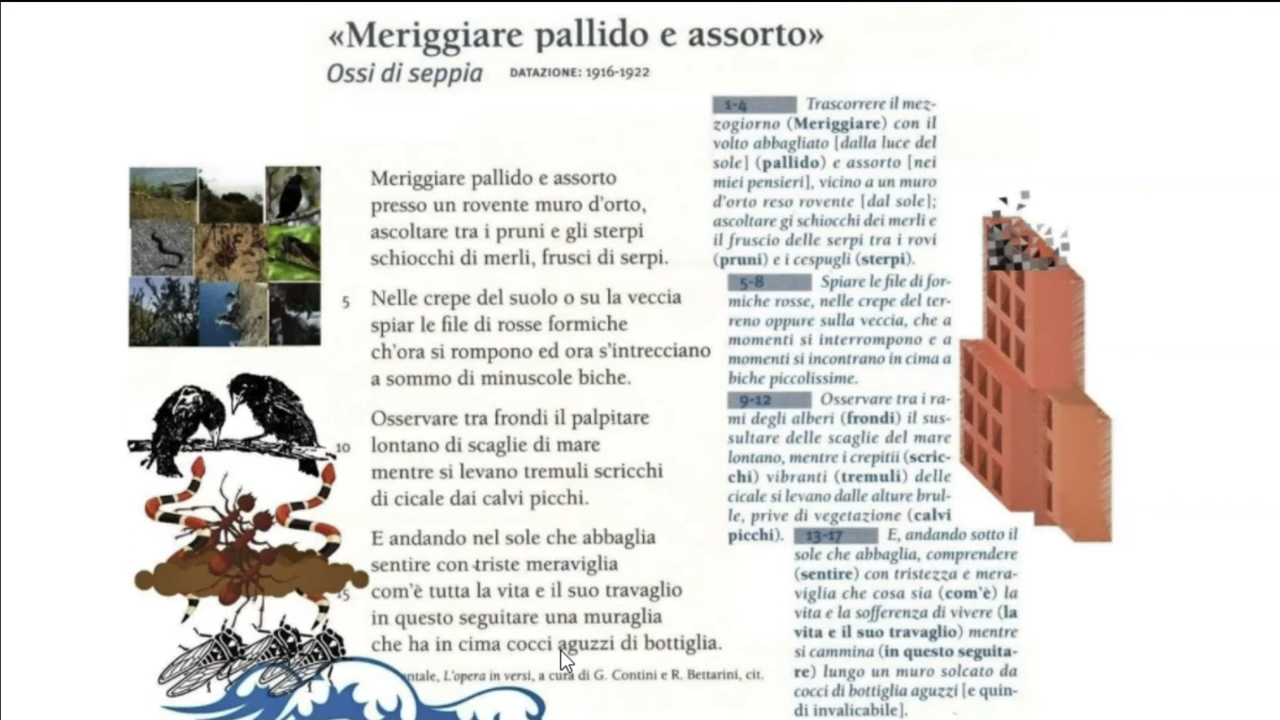 «Meriggiare pallido e assorto»
Ossi di seppia DATAZIONE: 1916-1922
Meriggiare pallido e assorto
presso un rovente muro d'orto,
ascoltare tra i pruni e gli sterpi
schiocchi di merli, frusci di serpi.
5 Nelle crepe del suolo o su la veccia
spiar le file di rosse formiche
ch'ora si rompono ed ora s'intrecciano
a sommo di minuscole biche.
Osservare tra frondi il palpitare
10 lontano di scaglie di mare
mentre si levano tremuli scricchi
di cicale dai calvi picchi.
E andando nel sole che abbaglia
sentire con triste meraviglia
15 com'è tutta la vita e il suo travaglio
in questo seguitare una muraglia
che ha in cima cocci aguzzi di bottiglia.
ntale, L'opera in versi, a cura di G. Contini e R. Bettarini, cit.
1-4 Trascorrere il mez-
zogiorno (Meriggiare) con il
volto abbagliato [dalla luce del
sole] (pallido) e assorto [nei
miei pensieri], vicino a un muro
d'orto reso rovente [dal sole];
ascoltare gi schiocchi dei merli e
il fruscio delle serpi tra i rovi
(pruni) e i cespugli (sterpi).
5-8 Spiare le file di for-
miche rosse, nelle crepe del ter-
reno oppure sulla veccia, che a
momenti si interrompono e a
momenti si incontrano in cima a
biche piccolissime.
9-12 Osservare tra i ra-
mi degli alberi (frondi) il sus-
sultare delle scaglie del mare
lontano, mentre i crepitii (scric-
chi) vibranti (tremuli) delle
cicale si levano dalle alture brul-
le, prive di vegetazione (calvi
picchi). 13-17 E, andando sotto il
sole che abbaglia, comprendere
(sentire) con tristezza e mera-
viglia che cosa sia (com'è) la
vita e la sofferenza di vivere (la
vita e il suo travaglio) mentre
si cammina (in questo seguita-
re) lungo un muro solcato da
cocci di bottiglia aguzzi [e quin-
di invalicabile].